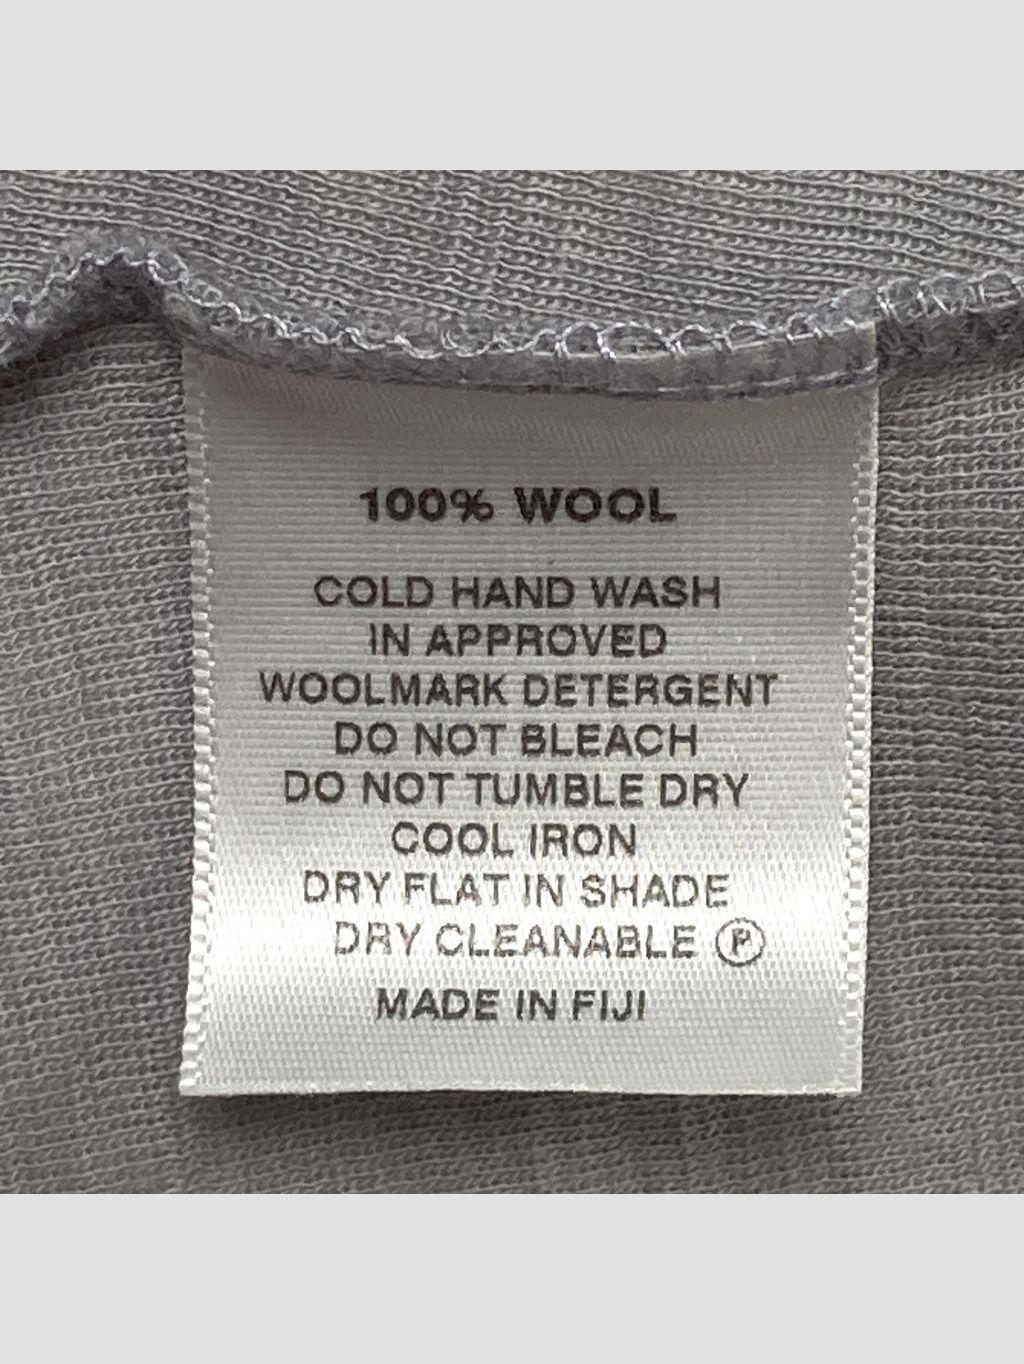 100% WOOL
COLD HAND WASH
IN APPROVED
WOOLMARK DETERGENT
DO NOT BLEACH
DO NOT TUMBLE DRY
COOL IRON
DRY FLAT IN SHADE
DRY CLEANABLE Ⓟ
MADE IN FIJI